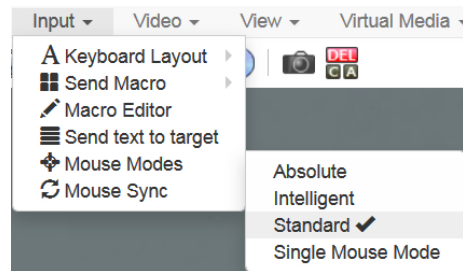 Input Video View Virtual Media
Keyboard Layout
Send Macro
Macro Editor
Send text to target
Mouse Modes
Mouse Sync
DEL
C A
Absolute
Intelligent
Standard
Single Mouse Mode